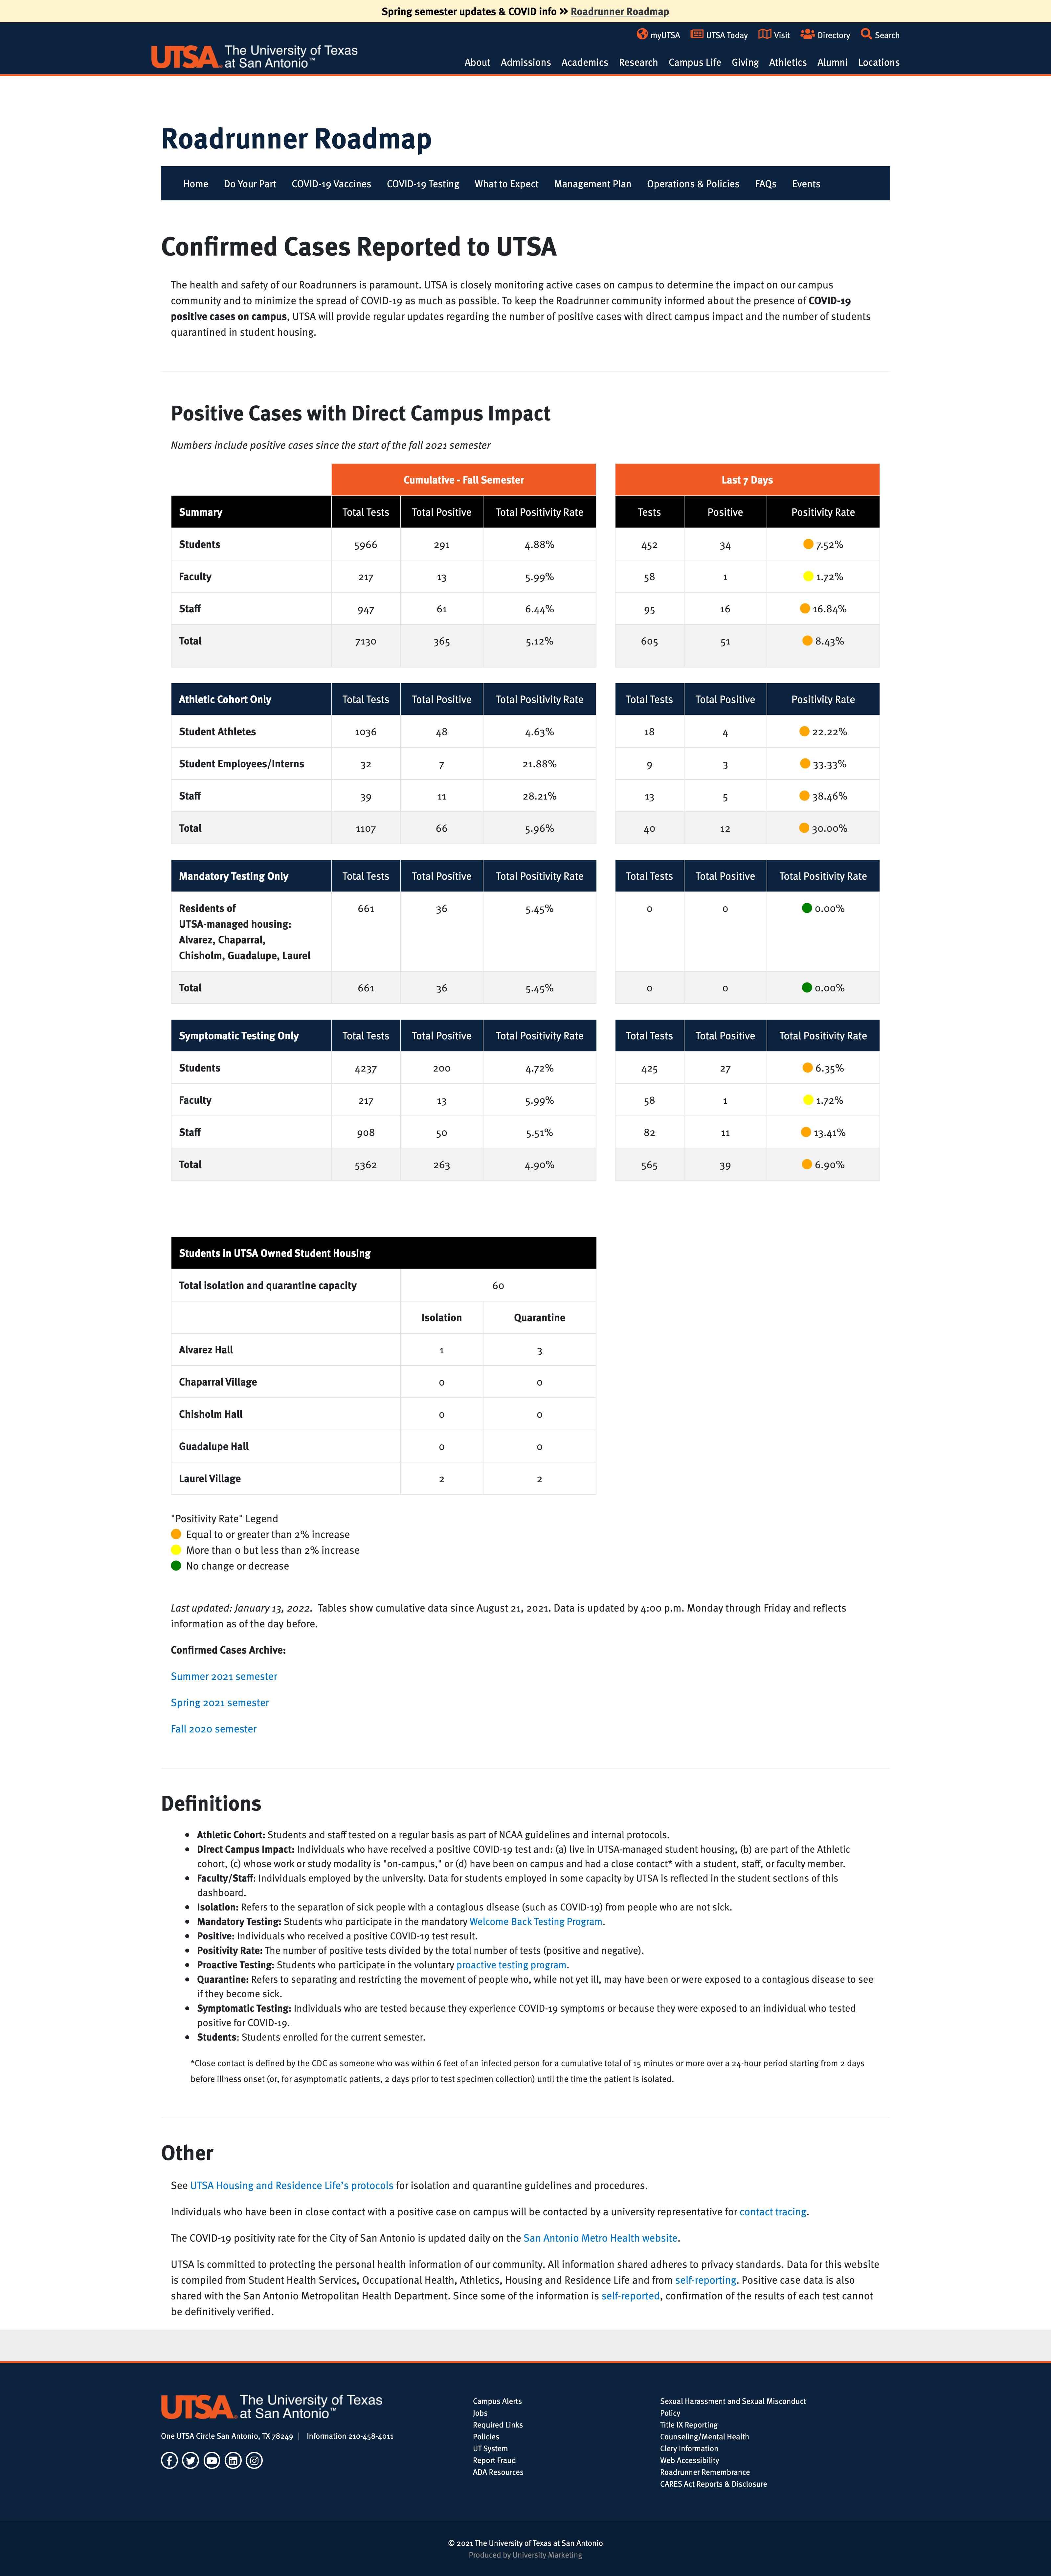 Spring semester updates & COVID info » Roadrunner Roadmap
myUTSA UTSA Today Visit Directory Search
UTSA The University of Texas at San Antonio™
About Admissions Academics Research Campus Life Giving Athletics Alumni Locations
Roadrunner Roadmap
Home Do Your Part COVID-19 Vaccines COVID-19 Testing What to Expect Management Plan Operations & Policies FAQs Events
Confirmed Cases Reported to UTSA
The health and safety of our Roadrunners is paramount. UTSA is closely monitoring active cases on campus to determine the impact on our campus
community and to minimize the spread of COVID-19 as much as possible. To keep the Roadrunner community informed about the presence of COVID-19
positive cases on campus, UTSA will provide regular updates regarding the number of positive cases with direct campus impact and the number of students
quarantined in student housing.
Positive Cases with Direct Campus Impact
Numbers include positive cases since the start of the fall 2021 semester
Cumulative - Fall Semester Last 7 Days
Summary Total Tests Total Positive Total Positivity Rate Tests Positive Positivity Rate
Students 5966 291 4.88% 452 34 7.52%
Faculty 217 13 5.99% 58 1 1.72%
Staff 947 61 6.44% 95 16 16.84%
Total 7130 365 5.12% 605 51 8.43%
Athletic Cohort Only Total Tests Total Positive Total Positivity Rate Total Tests Total Positive Positivity Rate
Student Athletes 1036 48 4.63% 18 4 22.22%
Student Employees/Interns 32 7 21.88% 9 3 33.33%
Staff 39 11 28.21% 13 5 38.46%
Total 1107 66 5.96% 40 12 30.00%
Mandatory Testing Only Total Tests Total Positive Total Positivity Rate Total Tests Total Positive Total Positivity Rate
Residents of 661 36 5.45% 0 0 0.00%
UTSA-managed housing:
Alvarez, Chaparral,
Chisholm, Guadalupe, Laurel
Total 661 36 5.45% 0 0 0.00%
Symptomatic Testing Only Total Tests Total Positive Total Positivity Rate Total Tests Total Positive Total Positivity Rate
Students 4237 200 4.72% 425 27 6.35%
Faculty 217 13 5.99% 58 1 1.72%
Staff 908 50 5.51% 82 11 13.41%
Total 5362 263 4.90% 565 39 6.90%
Students in UTSA Owned Student Housing
Total isolation and quarantine capacity 60
Isolation Quarantine
Alvarez Hall 1 3
Chaparral Village 0 0
Chisholm Hall 0 0
Guadalupe Hall 0 0
Laurel Village 2 2
"Positivity Rate" Legend
Equal to or greater than 2% increase
More than 0 but less than 2% increase
No change or decrease
Last updated: January 13, 2022. Tables show cumulative data since August 21, 2021. Data is updated by 4:00 p.m. Monday through Friday and reflects
information as of the day before.
Confirmed Cases Archive:
Summer 2021 semester
Spring 2021 semester
Fall 2020 semester
Definitions
• Athletic Cohort: Students and staff tested on a regular basis as part of NCAA guidelines and internal protocols.
• Direct Campus Impact: Individuals who have received a positive COVID-19 test and: (a) live in UTSA-managed student housing, (b) are part of the Athletic
cohort, (c) whose work or study modality is "on-campus," or (d) have been on campus and had a close contact* with a student, staff, or faculty member.
• Faculty/Staff: Individuals employed by the university. Data for students employed in some capacity by UTSA is reflected in the student sections of this
dashboard.
• Isolation: Refers to the separation of sick people with a contagious disease (such as COVID-19) from people who are not sick.
• Mandatory Testing: Students who participate in the mandatory Welcome Back Testing Program.
• Positive: Individuals who received a positive COVID-19 test result.
• Positivity Rate: The number of positive tests divided by the total number of tests (positive and negative).
• Proactive Testing: Students who participate in the voluntary proactive testing program.
• Quarantine: Refers to separating and restricting the movement of people who, while not yet ill, may have been or were exposed to a contagious disease to see
if they become sick.
• Symptomatic Testing: Individuals who are tested because they experience COVID-19 symptoms or because they were exposed to an individual who tested
positive for COVID-19.
• Students: Students enrolled for the current semester.
*Close contact is defined by the CDC as someone who was within 6 feet of an infected person for a cumulative total of 15 minutes or more over a 24-hour period starting from 2 days
before illness onset (or, for asymptomatic patients, 2 days prior to test specimen collection) until the time the patient is isolated.
Other
See UTSA Housing and Residence Life's protocols for isolation and quarantine guidelines and procedures.
Individuals who have been in close contact with a positive case on campus will be contacted by a university representative for contact tracing.
The COVID-19 positivity rate for the City of San Antonio is updated daily on the San Antonio Metro Health website.
UTSA is committed to protecting the personal health information of our community. All information shared adheres to privacy standards. Data for this website
is compiled from Student Health Services, Occupational Health, Athletics, Housing and Residence Life and from self-reporting. Positive case data is also
shared with the San Antonio Metropolitan Health Department. Since some of the information is self-reported, confirmation of the results of each test cannot
be definitively verified.
UTSA The University of Texas at San Antonio™
One UTSA Circle San Antonio, TX 78249 | Information 210-458-4011
Campus Alerts
Jobs
Required Links
Policies
UT System
Report Fraud
ADA Resources
Sexual Harassment and Sexual Misconduct
Policy
Title IX Reporting
Counseling/Mental Health
Clery Information
Web Accessibility
Roadrunner Remembrance
CARES Act Reports & Disclosure
© 2021 The University of Texas at San Antonio
Produced by University Marketing